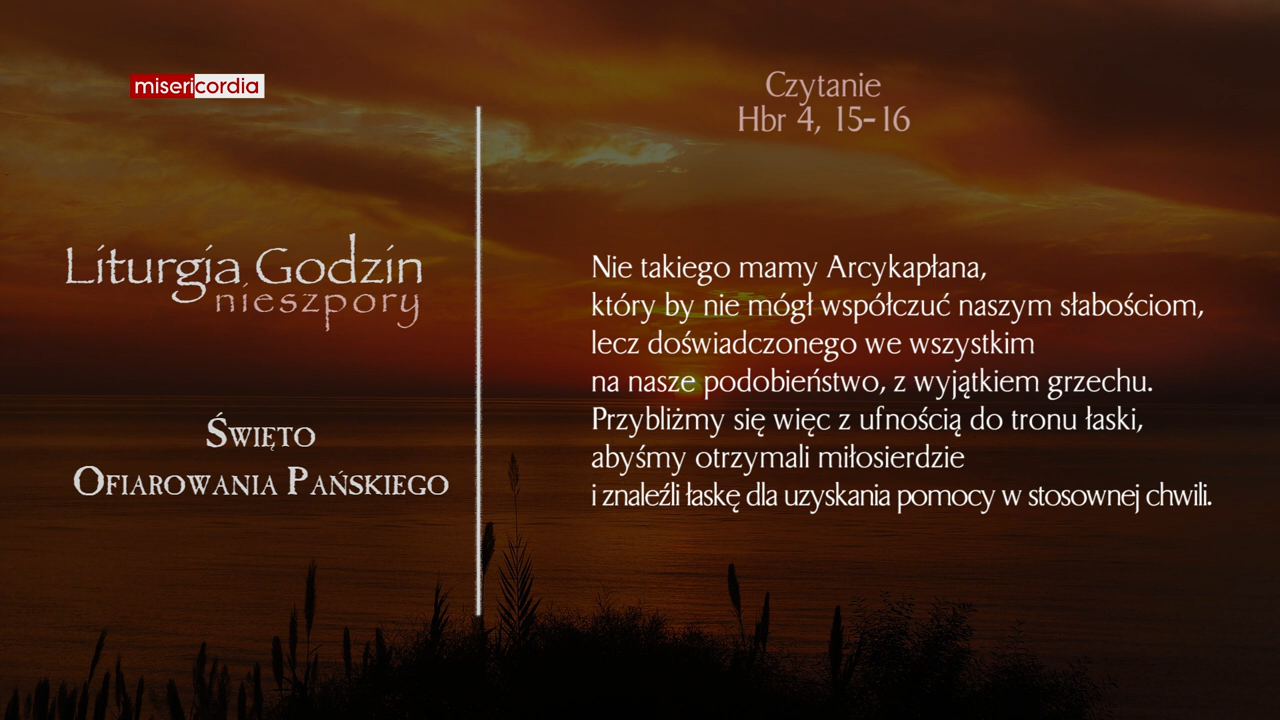 misericordia
Liturgia Godzin
nieszpory
Święto
Ofiarowania Pańskiego
Czytanie
Hbr 4, 15-16
Nie takiego mamy Arcykapłana,
który by nie mógł współczuć naszym słabościom,
lecz doświadczonego we wszystkim
na nasze podobieństwo, z wyjątkiem grzechu.
Przybliżmy się więc z ufnością do tronu łaski,
abyśmy otrzymali miłosierdzie
i znaleźli łaskę dla uzyskania pomocy w stosownej chwili.